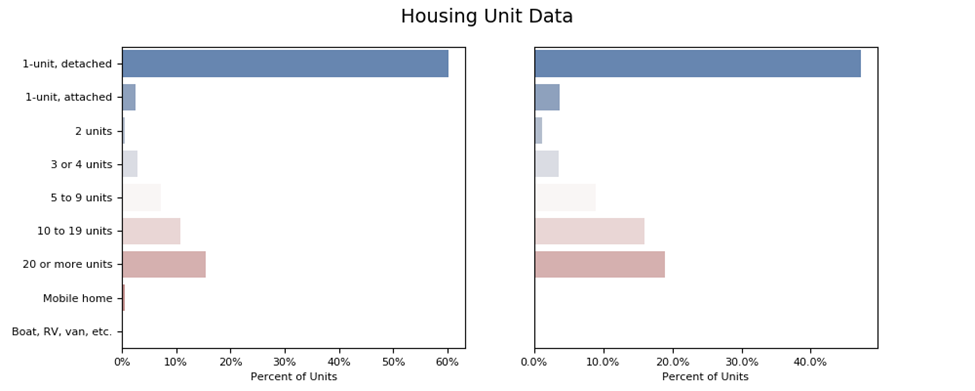 Housing Unit Data
1-unit, detached
1-unit, attached
2 units
3 or 4 units
5 to 9 units
10 to 19 units
20 or more units
Mobile home
Boat, RV, van, etc.
0% 10% 20% 30% 40% 50% 60%
Percent of Units
0.0% 10.0% 20.0% 30.0% 40.0%
Percent of Units